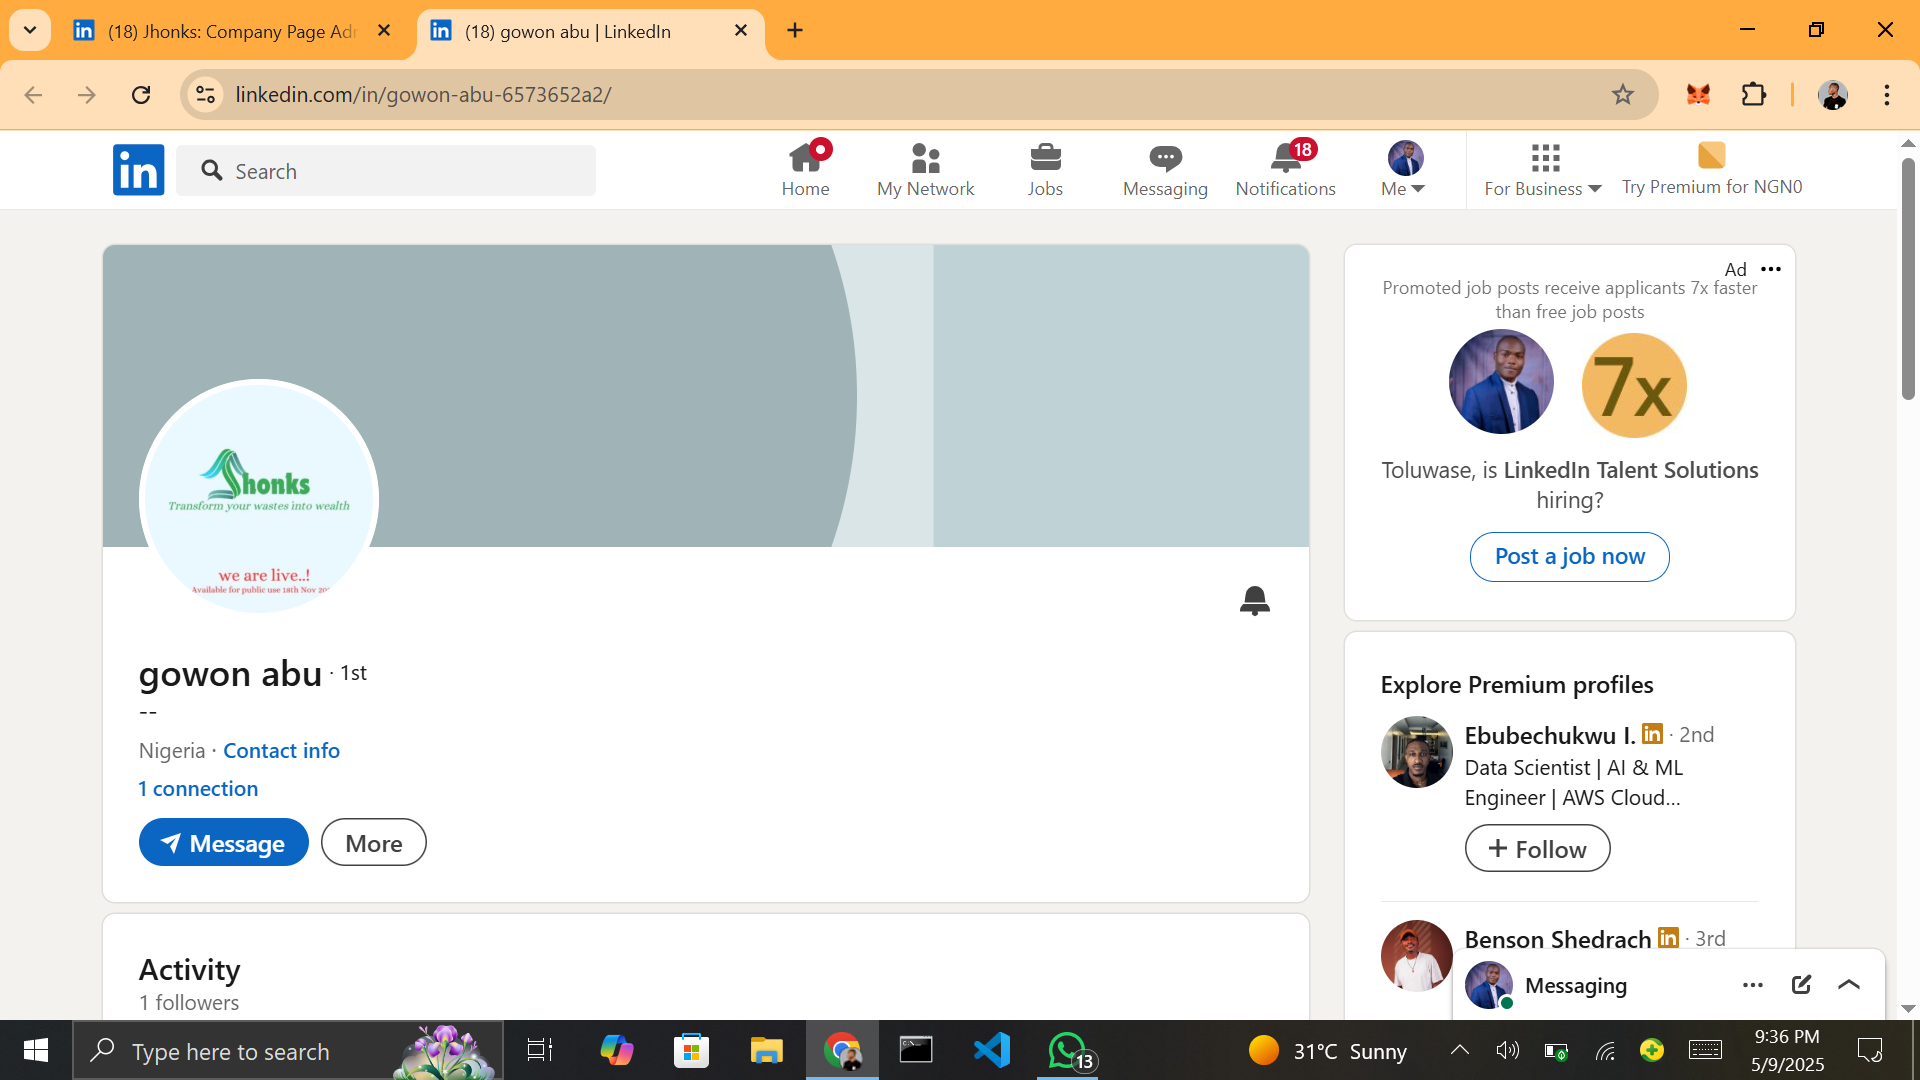 (18) Jhonks: Company Page Adr
(18) gowon abu | LinkedIn
linkedin.com/in/gowon-abu-6573652a2/
in
Search
Home
My Network
Jobs
Messaging
18
Notifications
Me
For Business
Try Premium for NGN0
Ad
Promoted job posts receive applicants 7x faster
than free job posts
7x
Toluwase, is LinkedIn Talent Solutions
hiring?
Post a job now
Jhonks
Transform your wastes into wealth
we are live..!
Available for public use 18th Nov
gowon abu · 1st
--
Nigeria · Contact info
1 connection
Message
More
Activity
1 followers
Explore Premium profiles
Ebubechukwu I. in · 2nd
Data Scientist | AI & ML
Engineer | AWS Cloud...
+ Follow
Benson Shedrach in · 3rd
Messaging
Type here to search
13
31°C Sunny
9:36 PM
5/9/2025